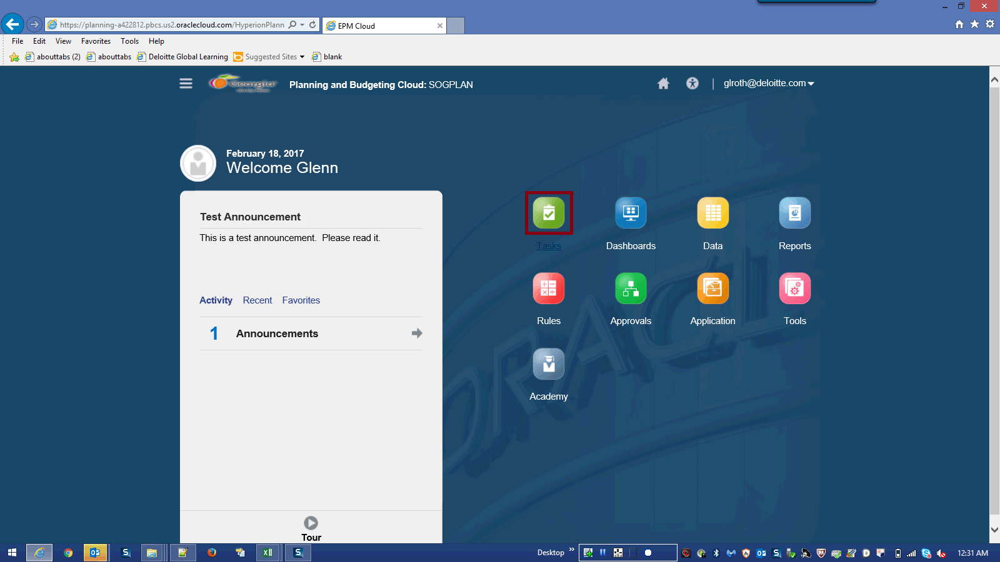 https://planning-a422812.pbcs.us2.oraclecloud.com/HyperionPlann
EPM Cloud
File Edit View Favorites Tools Help
abouttabs (2) abouttabs Deloitte Global Learning Suggested Sites blank
Georgia Planning and Budgeting Cloud: SOGPLAN glroth@deloitte.com
February 18, 2017
Welcome Glenn
Test Announcement
This is a test announcement. Please read it.
Activity Recent Favorites
1 Announcements
Tour
Tasks Dashboards Data Reports
Rules Approvals Application Tools
Academy
ORACL
Desktop 12:31 AM